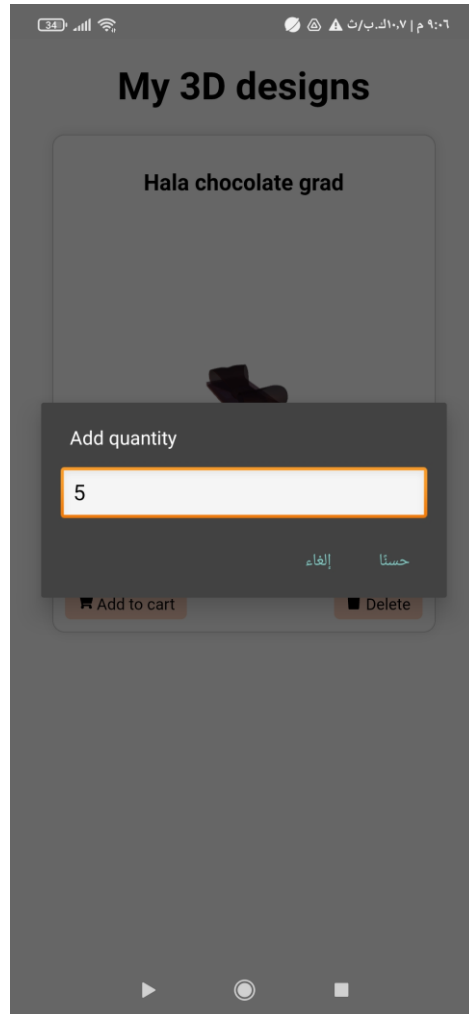 ٩:٠٦ م | ١٠,٧ك.ب/ث
34
My 3D designs
Hala chocolate grad
Add quantity
5
حسنًا إلغاء
Add to cart Delete